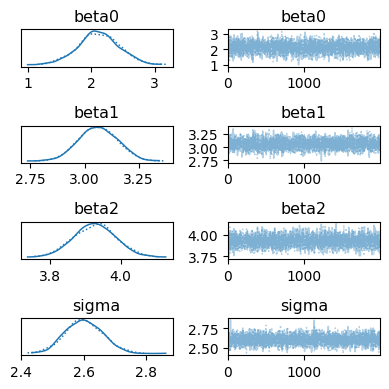 beta0 beta0
3
2
1
1 2 3 0 1000
beta1 beta1
3.25
3.00
2.75
2.75 3.00 3.25 0 1000
beta2 beta2
4.00
3.75
3.8 4.0 0 1000
sigma sigma
2.75
2.50
2.4 2.6 2.8 0 1000